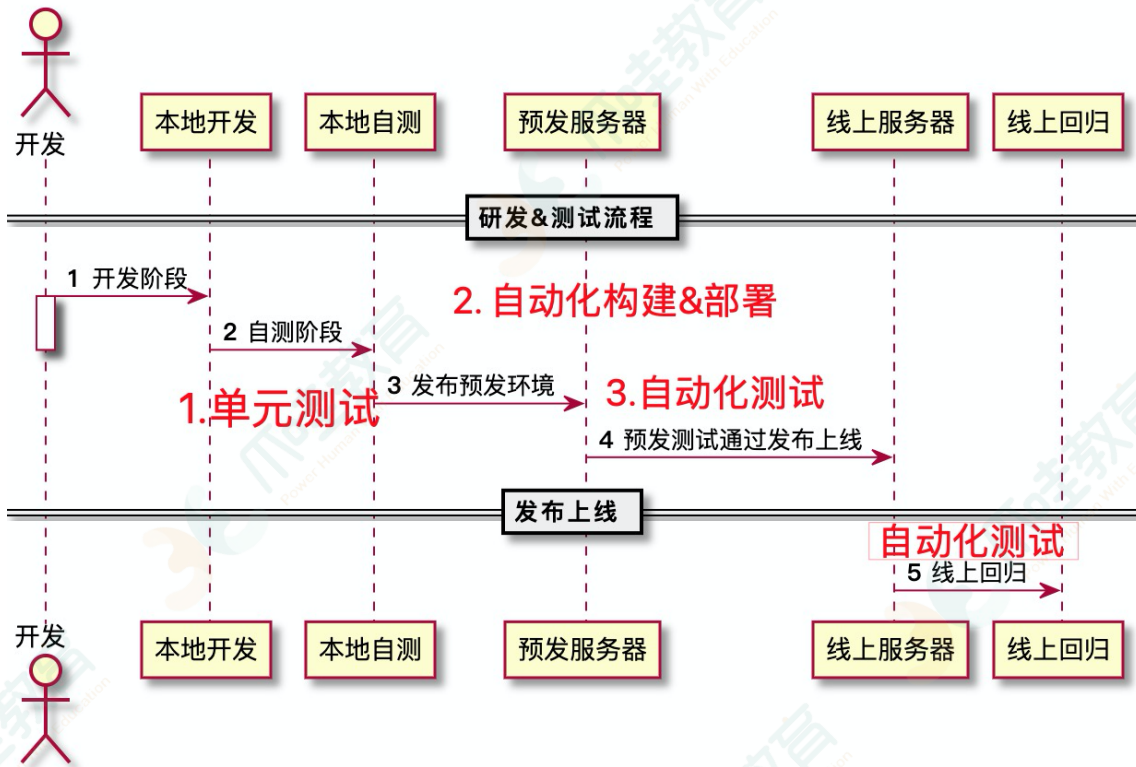 开发
本地开发
本地自测
预发服务器
线上服务器
线上回归
研发&测试流程
1 开发阶段
2. 自动化构建&部署
2 自测阶段
1.单元测试
3 发布预发环境
3.自动化测试
4 预发测试通过发布上线
发布上线
自动化测试
5 线上回归
开发
本地开发
本地自测
预发服务器
线上服务器
线上回归